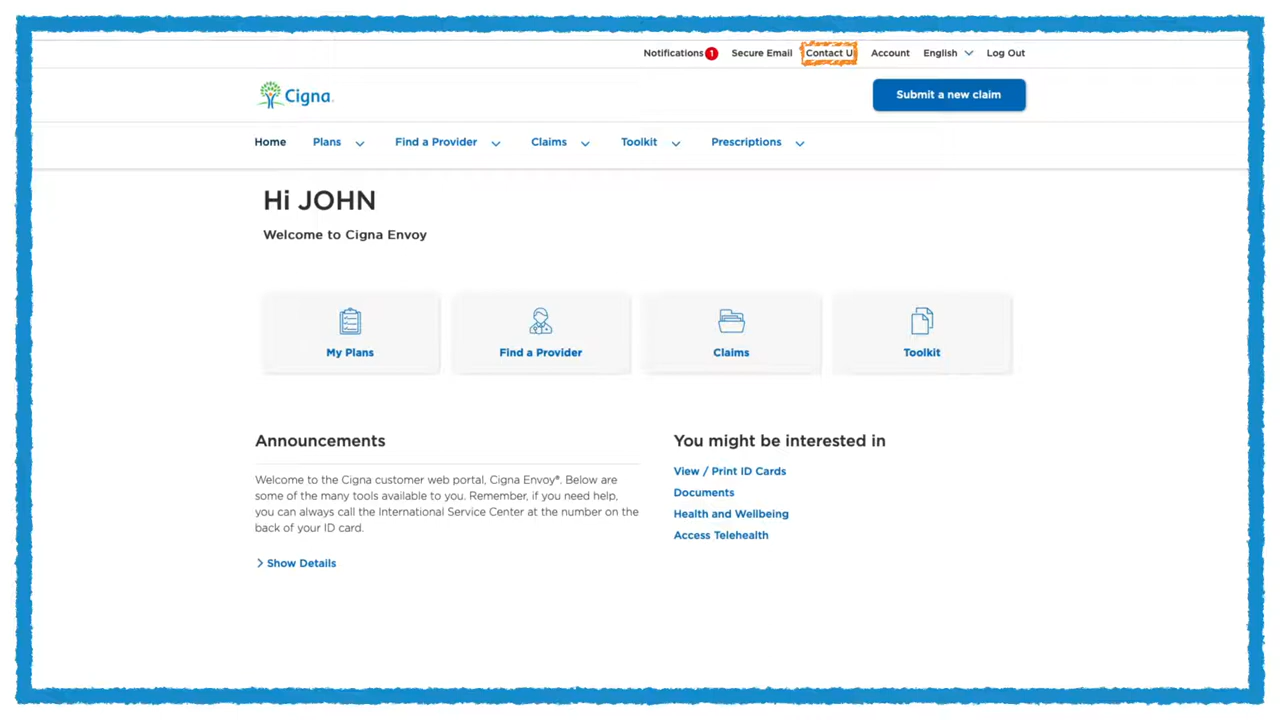 Notifications 1 Secure Email Contact U Account English Log Out
Cigna.
Submit a new claim
Home Plans Find a Provider Claims Toolkit Prescriptions
Hi JOHN
Welcome to Cigna Envoy
My Plans Find a Provider Claims Toolkit
Announcements
Welcome to the Cigna customer web portal, Cigna Envoy®. Below are
some of the many tools available to you. Remember, if you need help,
you can always call the International Service Center at the number on the
back of your ID card.
Show Details
You might be interested in
View / Print ID Cards
Documents
Health and Wellbeing
Access Telehealth